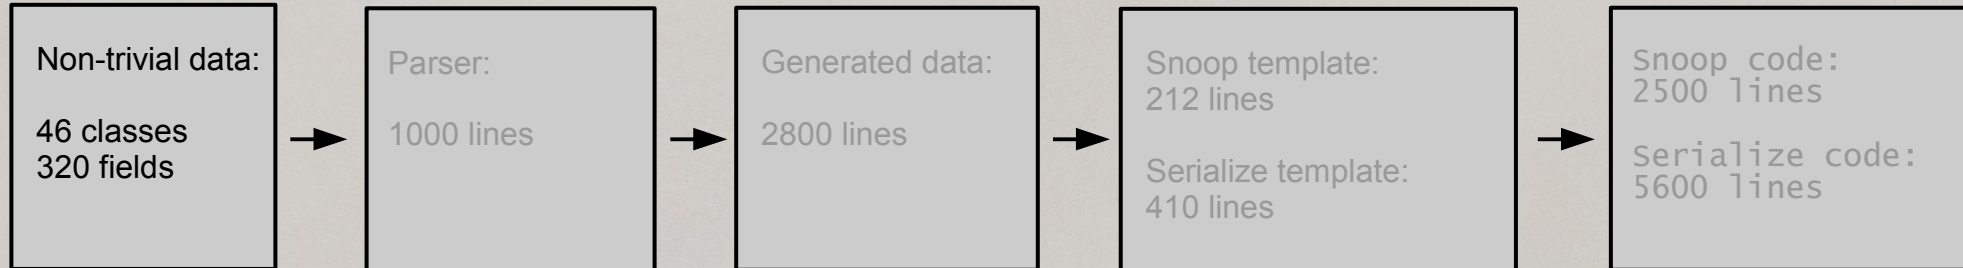 Non-trivial data:
46 classes
320 fields
Parser:
1000 lines
Generated data:
2800 lines
Snoop template:
212 lines
Serialize template:
410 lines
Snoop code:
2500 lines
Serialize code:
5600 lines